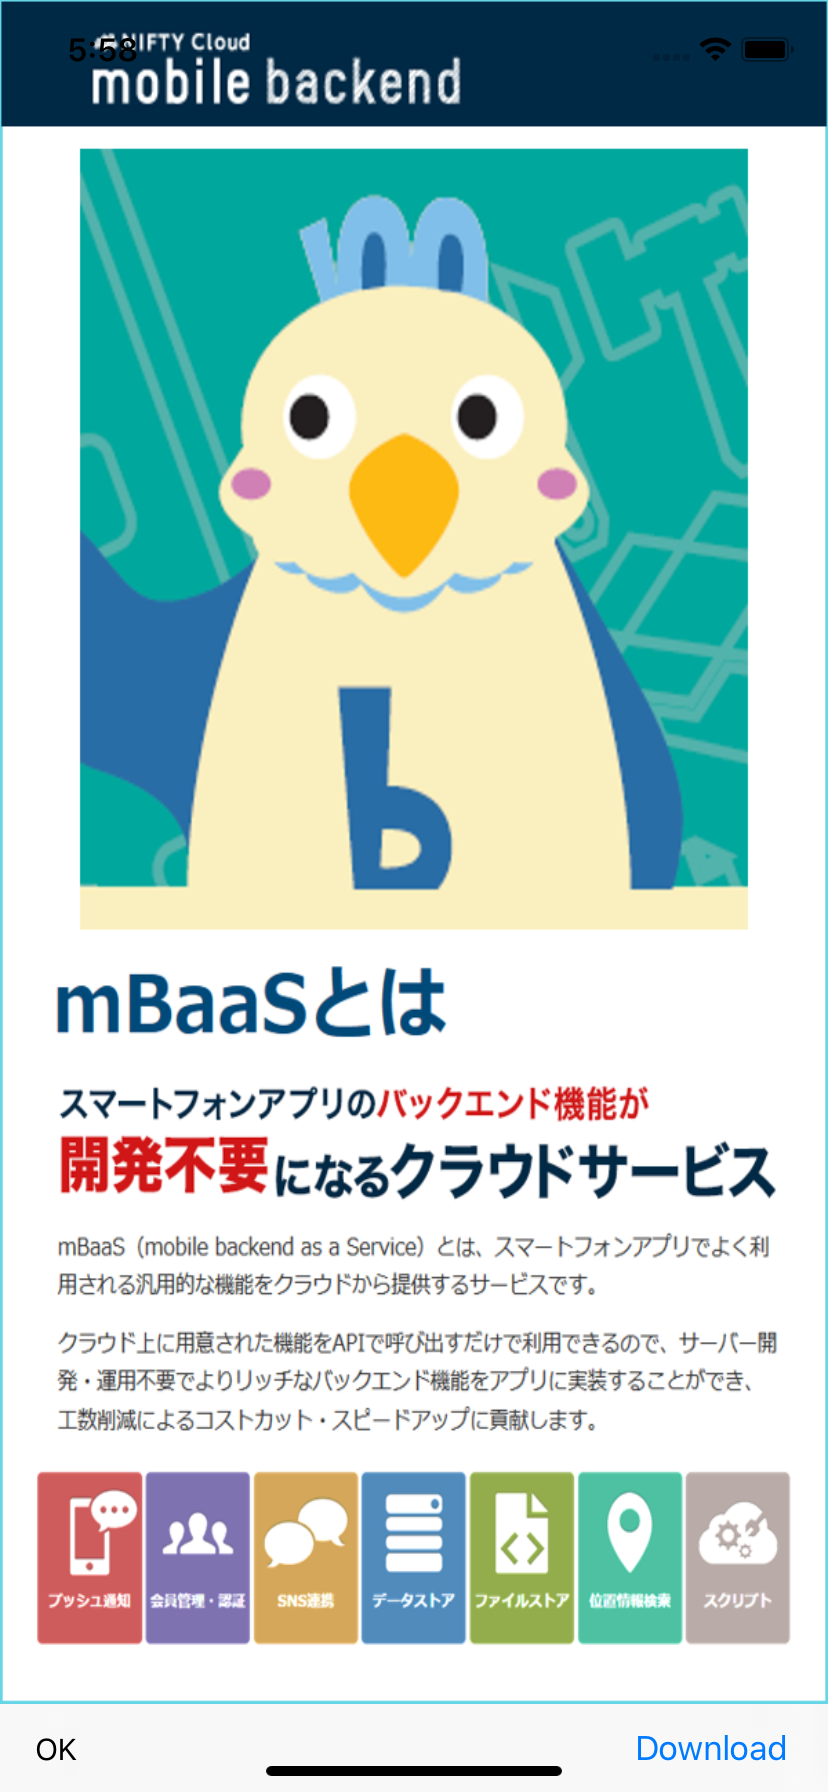 5:58
NIFTY Cloud
mobile backend
b
mBaaSとは
スマートフォンアプリのバックエンド機能が
開発不要になるクラウドサービス
mBaaS（mobile backend as a Service）とは、スマートフォンアプリでよく利
用される汎用的な機能をクラウドから提供するサービスです。
クラウド上に用意された機能をAPIで呼び出すだけで利用できるので、サーバー開
発・運用不要でよりリッチなバックエンド機能をアプリに実装することができ、
工数削減によるコストカット・スピードアップに貢献します。
プッシュ通知
会員管理・認証
SNS連携
データストア
ファイルストア
位置情報検索
スクリプト
OK
Download